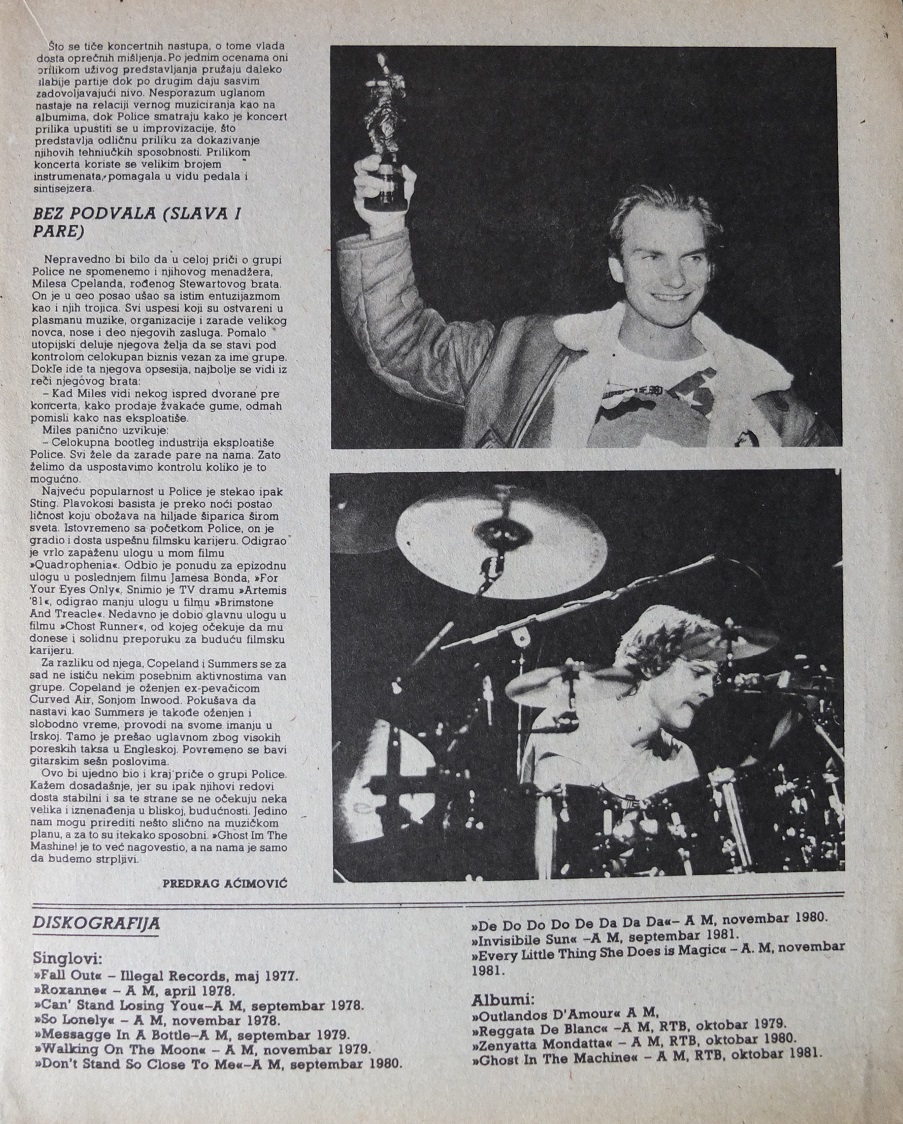 Što se tiče koncertnih nastupa, o tome vlada
dosta oprečnih mišljenja. Po jednim ocenama oni
prilikom uživog predstavljanja pružaju daleko
slabije partije dok po drugim daju sasvim
zadovoljavajući nivo. Nesporazum uglanom
nastaje na relaciji vernog muziciranja kao na
albumima, dok Police smatraju kako je koncert
prilika upustiti se u improvizacije, što
predstavlja odličnu priliku za dokazivanje
njihovih tehniučkih sposobnosti. Prilikom
koncerta koriste se velikim brojem
instrumenata, pomagala u vidu pedala i
sintisejzera.
BEZ PODVALA (SLAVA I
PARE)
Nepravedno bi bilo da u celoj priči o grupi
Police ne spomenemo i njihovog menadžera,
Milesa Cpelanda, rođenog Stewartovog brata.
On je u ceo posao ušao sa istim entuzijazmom
kao i njih trojica. Svi uspesi koji su ostvareni u
plasmanu muzike, organizacije i zarade velikog
novca, nose i deo njegovih zasluga. Pomalo
utopijski deluje njegova želja da se stavi pod
kontrolom celokupan biznis vezan za ime grupe.
Dokle ide ta njegova opsesija, najbolje se vidi iz
reči njegovog brata:
– Kad Miles vidi nekog ispred dvorane pre
koncerta, kako prodaje žvakaće gume, odmah
pomisli kako nas eksploatiše.
Miles panično uzvikuje:
– Celokupna bootleg industrija eksploatiše
Police. Svi žele da zarade pare na nama. Zato
želimo da uspostavimo kontrolu koliko je to
mogućno.
Najveću popularnost u Police je stekao ipak
Sting. Plavokosi basista je preko noći postao
ličnost koju obožava na hiljade šiparica širom
sveta. Istovremeno sa početkom Police, on je
gradio i dosta uspešnu filmsku karijeru. Odigrao
je vrlo zapaženu ulogu u mom filmu
»Quadrophenia«. Odbio je ponudu za epizodnu
ulogu u poslednjem filmu Jamesa Bonda, »For
Your Eyes Only«. Snimio je TV dramu »Artemis
'81«, odigrao manju ulogu u filmu »Brimstone
And Treacle«. Nedavno je dobio glavnu ulogu u
filmu »Chost Runner«, od kojeg očekuje da mu
donese i solidnu preporuku za buduću filmsku
karijeru.
Za razliku od njega, Copeland i Summers se za
sad ne ističu nekim posebnim aktivnostima van
grupe. Copeland je oženjen ex-pevačicom
Curved Air, Sonjom Inwood. Pokušava da
nastavi kao Summers je takođe oženjen i
slobodno vreme, provodi na svome imanju u
Irskoj. Tamo je prešao uglavnom zbog visokih
poreskih taksa u Engleskoj. Povremeno se bavi
gitarskim sešn poslovima.
Ovo bi ujedno bio i kraj priče o grupi Police.
Kažem dosadašnje, jer su ipak njihovi redovi
dosta stabilni i sa te strane se ne očekuju neka
velika i iznenađenja u bliskoj, budućnosti. Jedino
nam mogu prirediti nešto slično na muzičkom
planu, a za to su itekako sposobni. »Ghost Im The
Mashine! je to već nagovestio, a na nama je samo
da budemo strpljivi.
PREDRAG AĆIMOVIĆ
DISKOGRAFIJA
Singlovi:
»Fall Out« – Illegal Records, maj 1977.
»Roxanne« – A M, april 1978.
»Can' Stand Losing You«–A M, septembar 1978.
»So Lonely« – A M, novembar 1978.
»Messagge In A Bottle–A M, septembar 1979.
»Walking On The Moon« – A M, novembar 1979.
»Don't Stand So Close To Me«–A M, septembar 1980.
»De Do Do Do De Da Da Da«– A M, novembar 1980.
»Invisibile Sun« –A M, septembar 1981.
»Every Little Thing She Does is Magic« – A. M, novembar
1981.
Albumi:
»Outlandos D'Amour« A M,
»Reggata De Blanc« –A M, RTB, oktobar 1979.
»Zenyatta Mondatta« – A M, RTB, oktobar 1980.
»Ghost In The Machine« – A M, RTB, oktobar 1981.